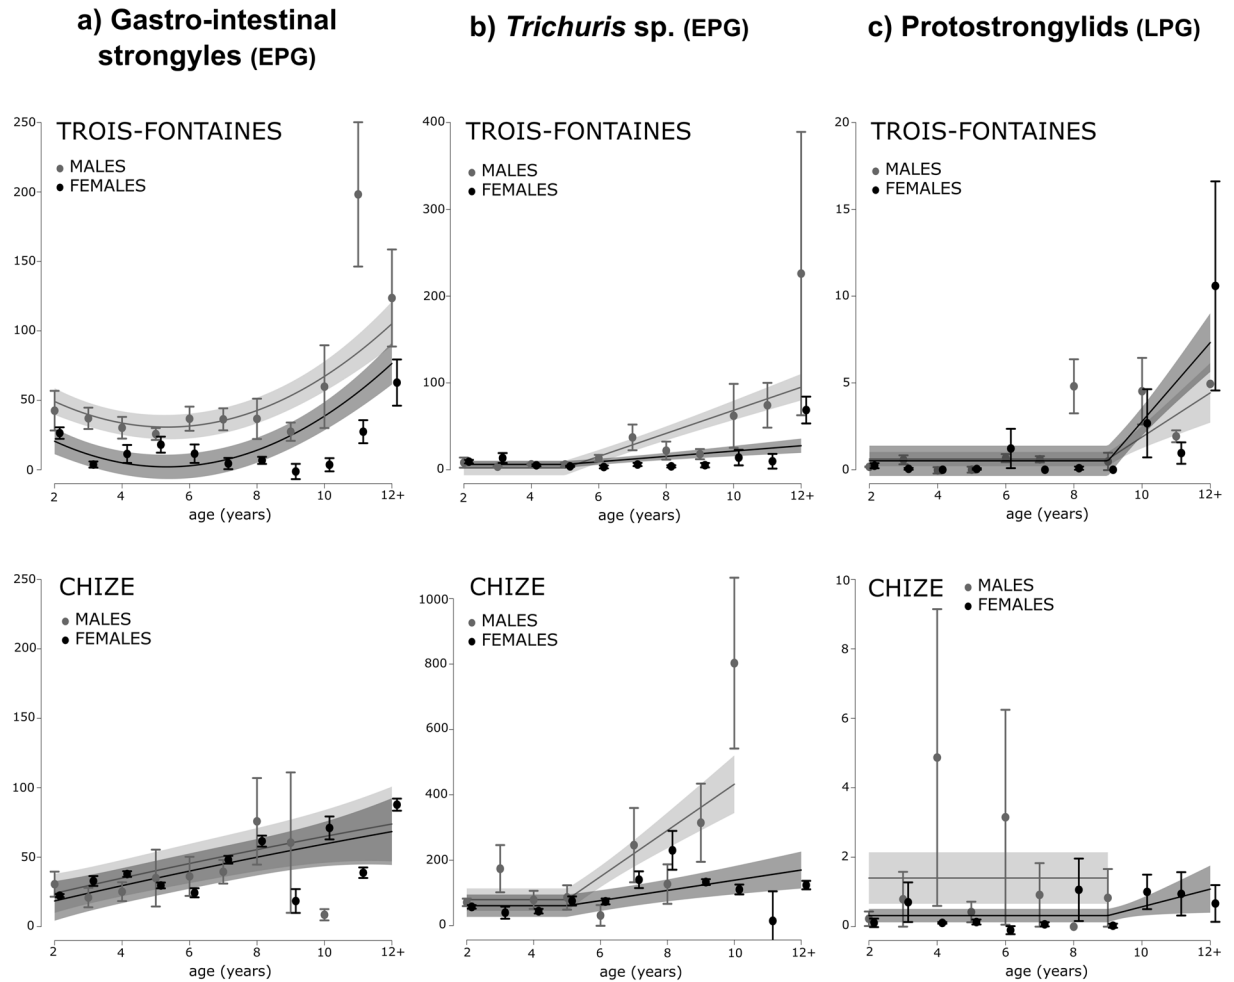 a) Gastro-intestinal
strongyles (EPG)
b) Trichuris sp. (EPG)
c) Protostrongylids (LPG)
TROIS-FONTAINES
MALES
FEMALES
250
200
150
100
50
0
2 4 6 8 10 12+
age (years)
TROIS-FONTAINES
MALES
FEMALES
400
300
200
100
0
2 4 6 8 10 12+
age (years)
TROIS-FONTAINES
MALES
FEMALES
20
15
10
5
0
2 4 6 8 10 12+
age (years)
CHIZE
MALES
FEMALES
250
200
150
100
50
0
2 4 6 8 10 12+
age (years)
CHIZE
MALES
FEMALES
1000
800
600
400
200
0
2 4 6 8 10 12+
age (years)
CHIZE
MALES
FEMALES
10
8
6
4
2
0
2 4 6 8 10 12+
age (years)